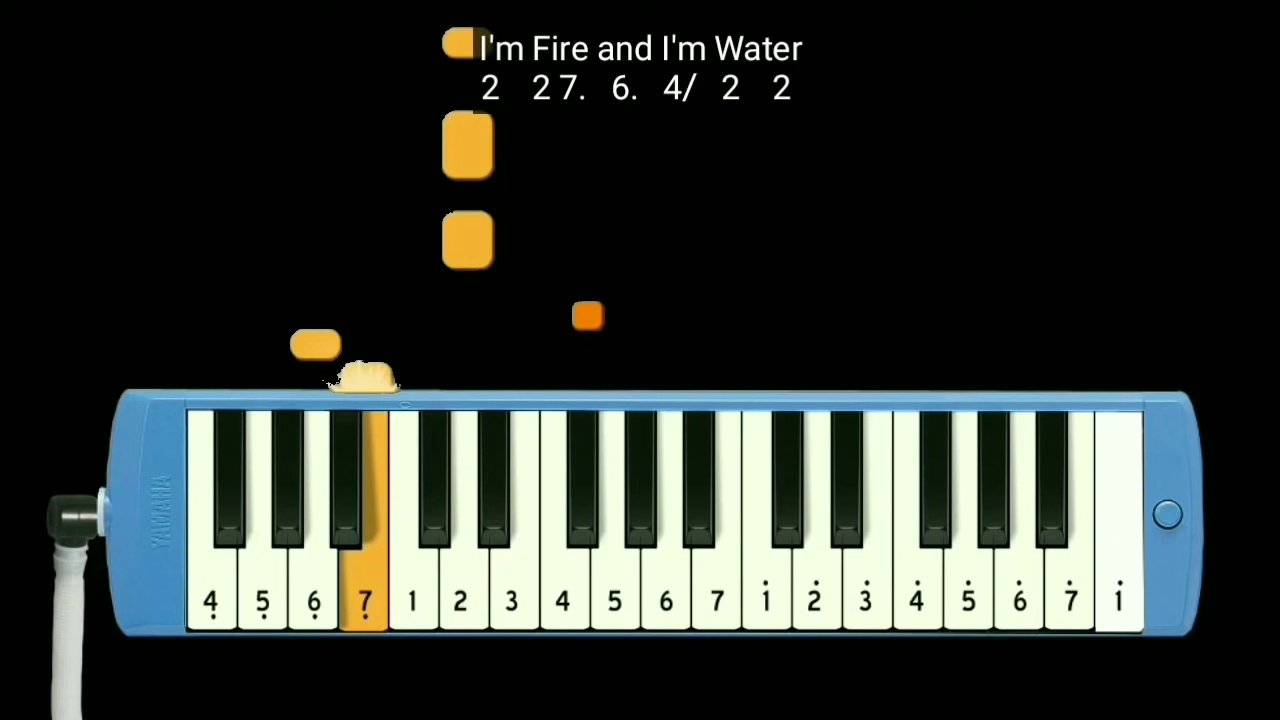 I'm Fire and I'm Water
2 2 7. 6. 4/ 2 2
YAMAHA
4̣ 5̣ 6̣ 7̣ 1 2 3 4 5 6 7 1̇ 2̇ 3̇ 4̇ 5̇ 6̇ 7̇ 1̇